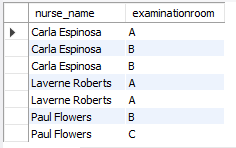 nurse_name examinationroom
Carla Espinosa A
Carla Espinosa B
Carla Espinosa B
Laverne Roberts A
Laverne Roberts A
Paul Flowers B
Paul Flowers C